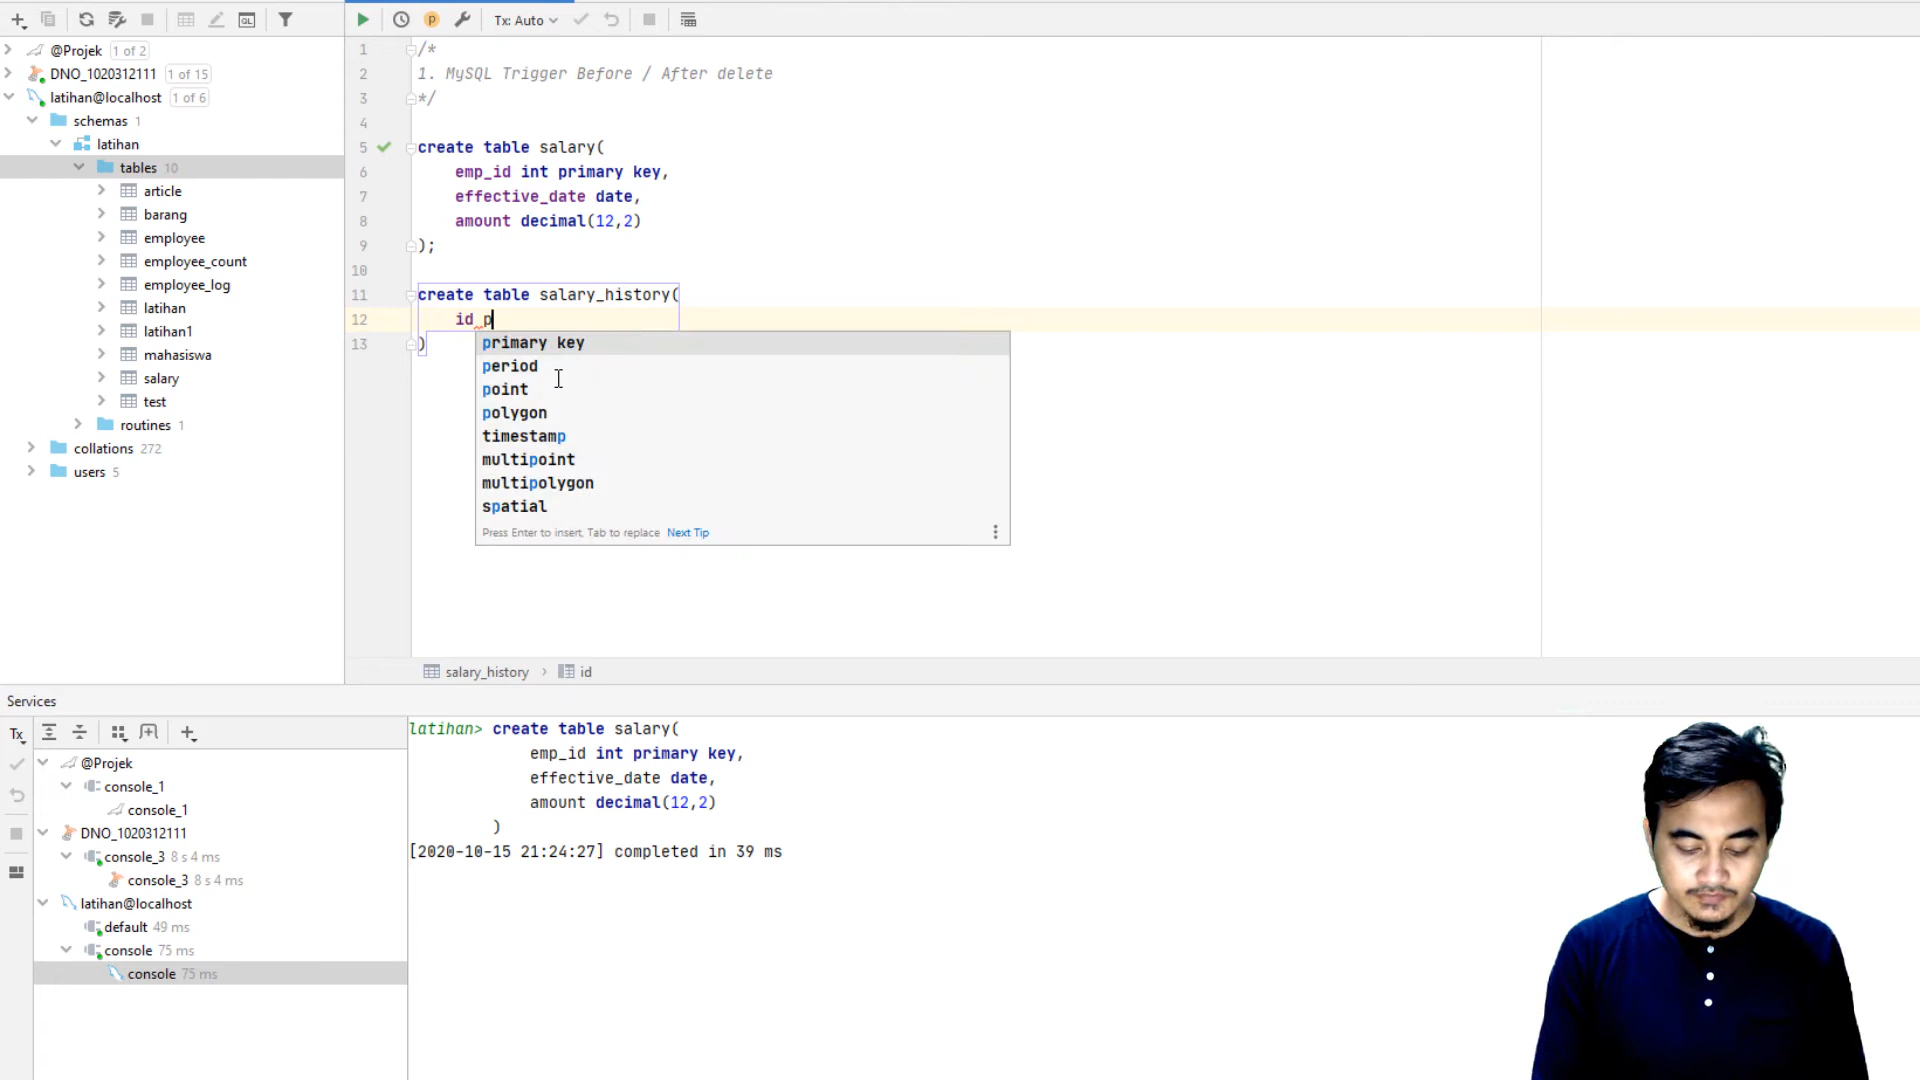 Tx: Auto
@Projek 1 of 2
DNO_1020312111 1 of 15
latihan@localhost 1 of 6
schemas 1
latihan
tables 10
article
barang
employee
employee_count
employee_log
latihan
latihan1
mahasiswa
salary
test
routines 1
collations 272
users 5
1 /*
2 1. MySQL Trigger Before / After delete
3 */
4
5 create table salary(
6 emp_id int primary key,
7 effective_date date,
8 amount decimal(12,2)
9 );
10
11 create table salary_history(
12 id p
13 )
primary key
period
point
polygon
timestamp
multipoint
multipolygon
spatial
Press Enter to insert, Tab to replace Next Tip
salary_history › id
Services
Tx
@Projek
console_1
console_1
DNO_1020312111
console_3 8 s 4 ms
console_3 8 s 4 ms
latihan@localhost
default 49 ms
console 75 ms
console 75 ms
latihan> create table salary(
emp_id int primary key,
effective_date date,
amount decimal(12,2)
)
[2020-10-15 21:24:27] completed in 39 ms